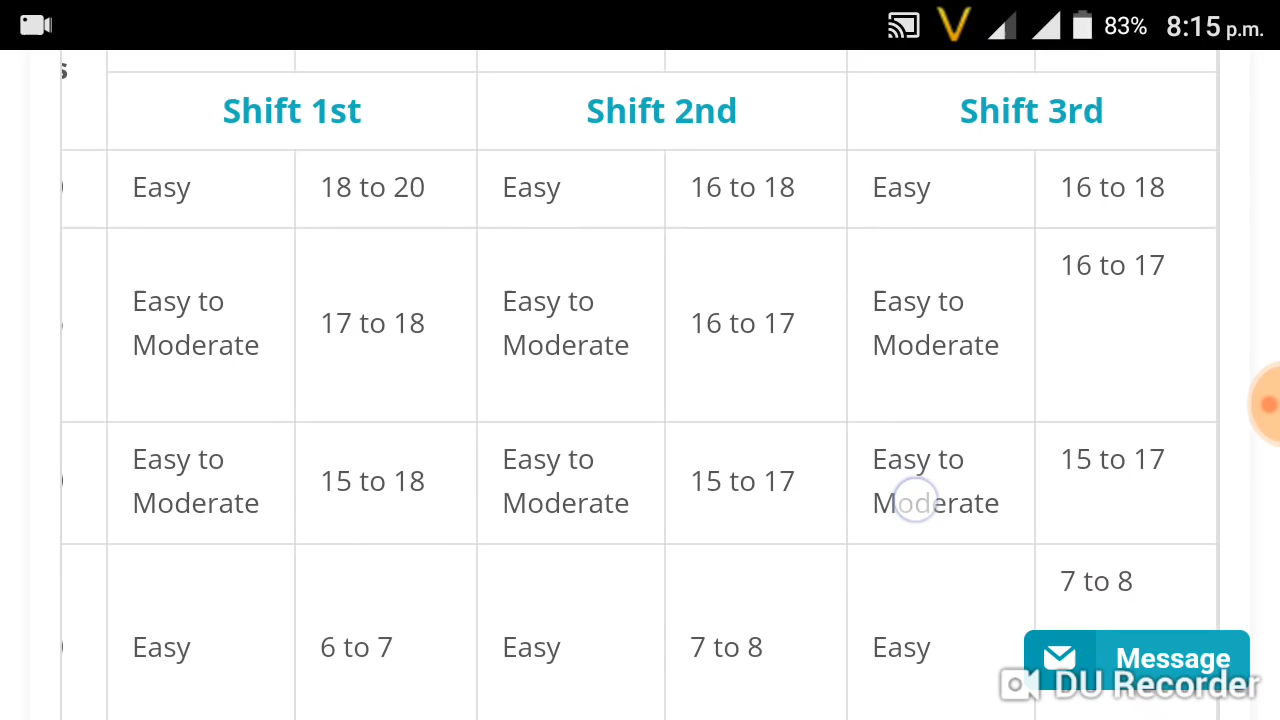 83% 8:15 p.m.
s
Shift 1st Shift 2nd Shift 3rd
Easy 18 to 20 Easy 16 to 18 Easy 16 to 18
Easy to Moderate 17 to 18 Easy to Moderate 16 to 17 Easy to Moderate 16 to 17
Easy to Moderate 15 to 18 Easy to Moderate 15 to 17 Easy to Moderate 15 to 17
Easy 6 to 7 Easy 7 to 8 Easy 7 to 8
Message
DU Recorder